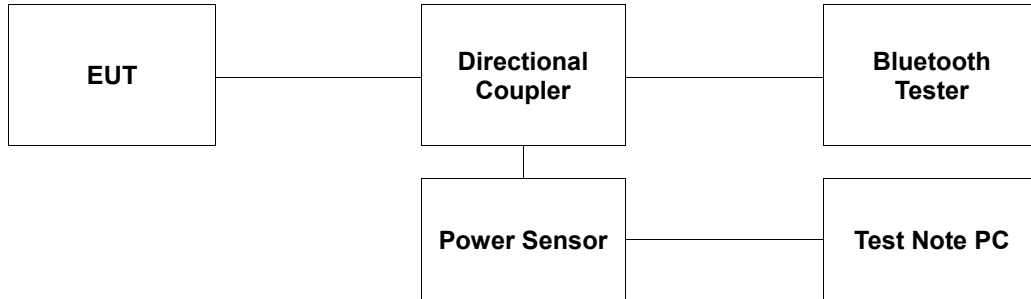 EUT
Directional
Coupler
Bluetooth
Tester
Power Sensor
Test Note PC